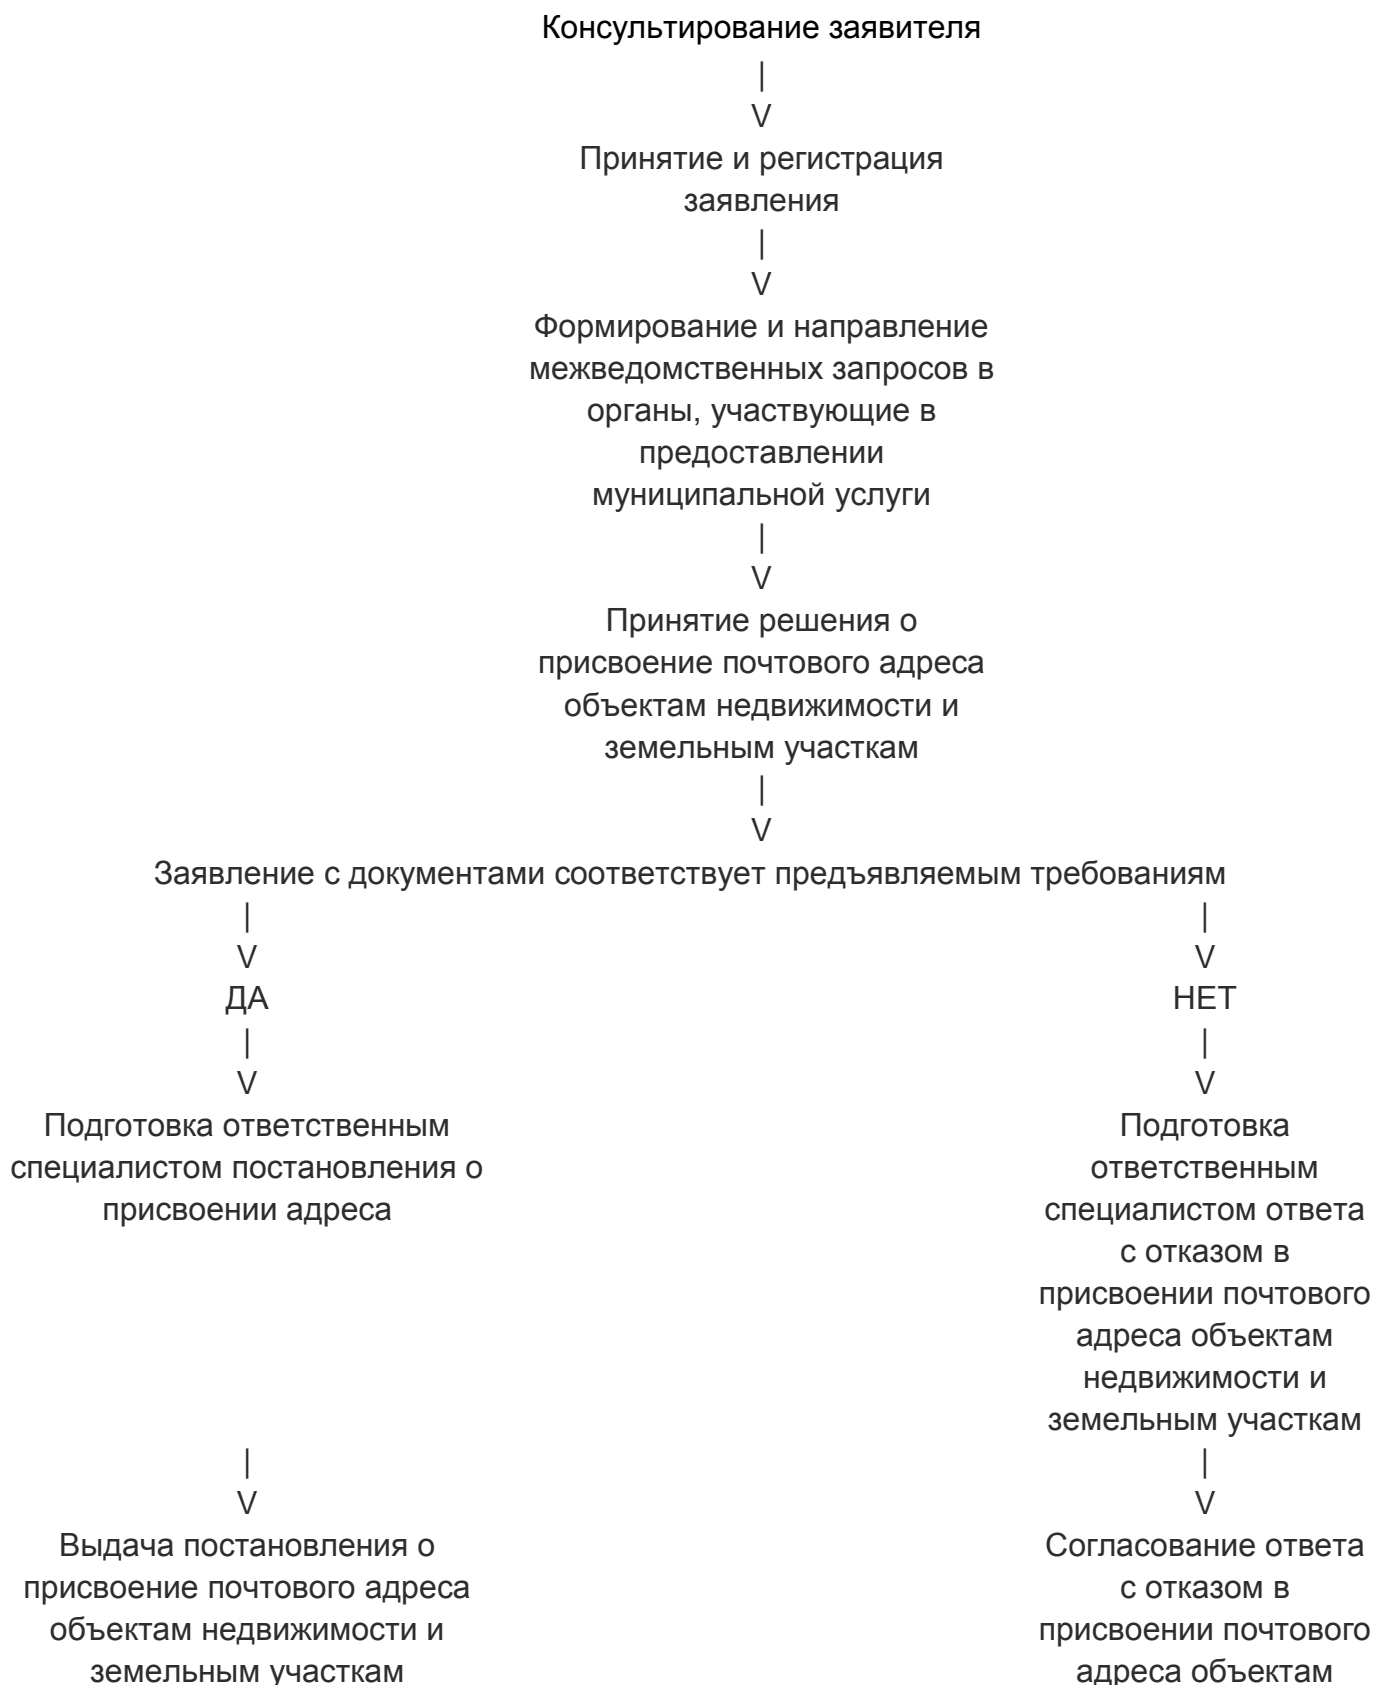 Консультирование заявителя
|
V
Принятие и регистрация
заявления
|
V
Формирование и направление
межведомственных запросов в
органы, участвующие в
предоставлении
муниципальной услуги
|
V
Принятие решения о
присвоение почтового адреса
объектам недвижимости и
земельным участкам
|
V
Заявление с документами соответствует предъявляемым требованиям
|
V
ДА
|
V
Подготовка ответственным
специалистом постановления о
присвоении адреса
|
V
Выдача постановления о
присвоение почтового адреса
объектам недвижимости и
земельным участкам
|
V
НЕТ
|
V
Подготовка
ответственным
специалистом ответа
с отказом в
присвоении почтового
адреса объектам
недвижимости и
земельным участкам
|
V
Согласование ответа
с отказом в
присвоении почтового
адреса объектам